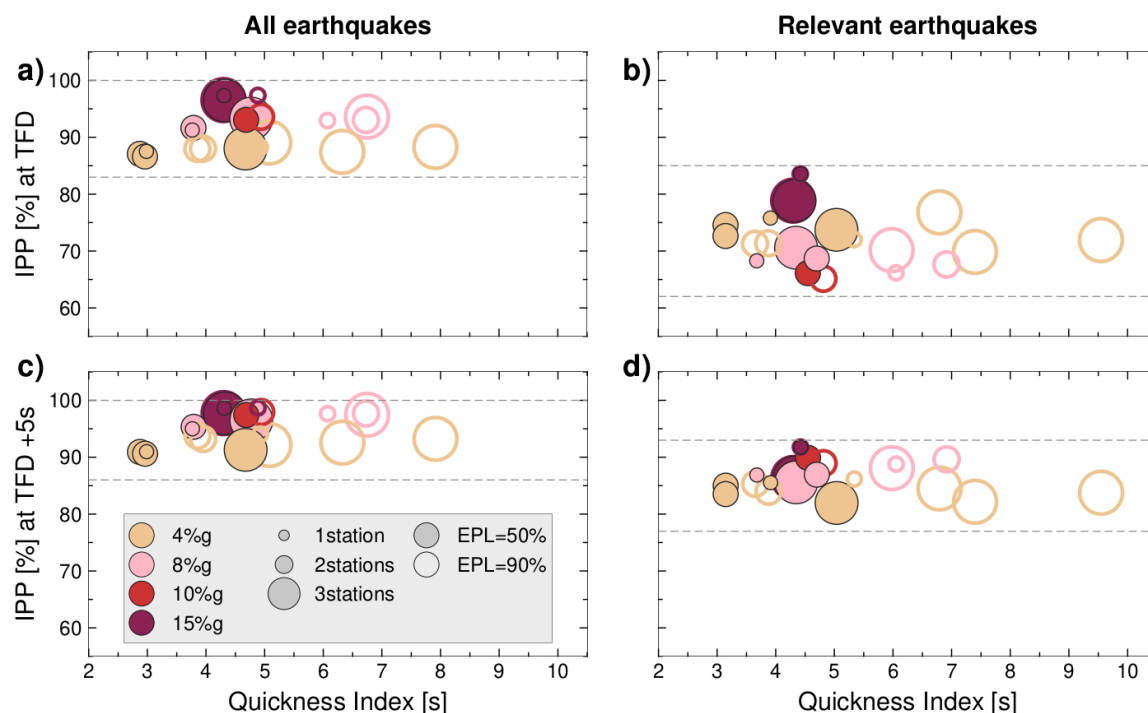 All earthquakes
Relevant earthquakes
a)
b)
100
90
80
70
60
IPP [%] at TFD
c)
d)
100
90
80
70
60
IPP [%] at TFD +5s
4%g
8%g
10%g
15%g
1station
2stations
3stations
EPL=50%
EPL=90%
2 3 4 5 6 7 8 9 10
2 3 4 5 6 7 8 9 10
Quickness Index [s]
Quickness Index [s]